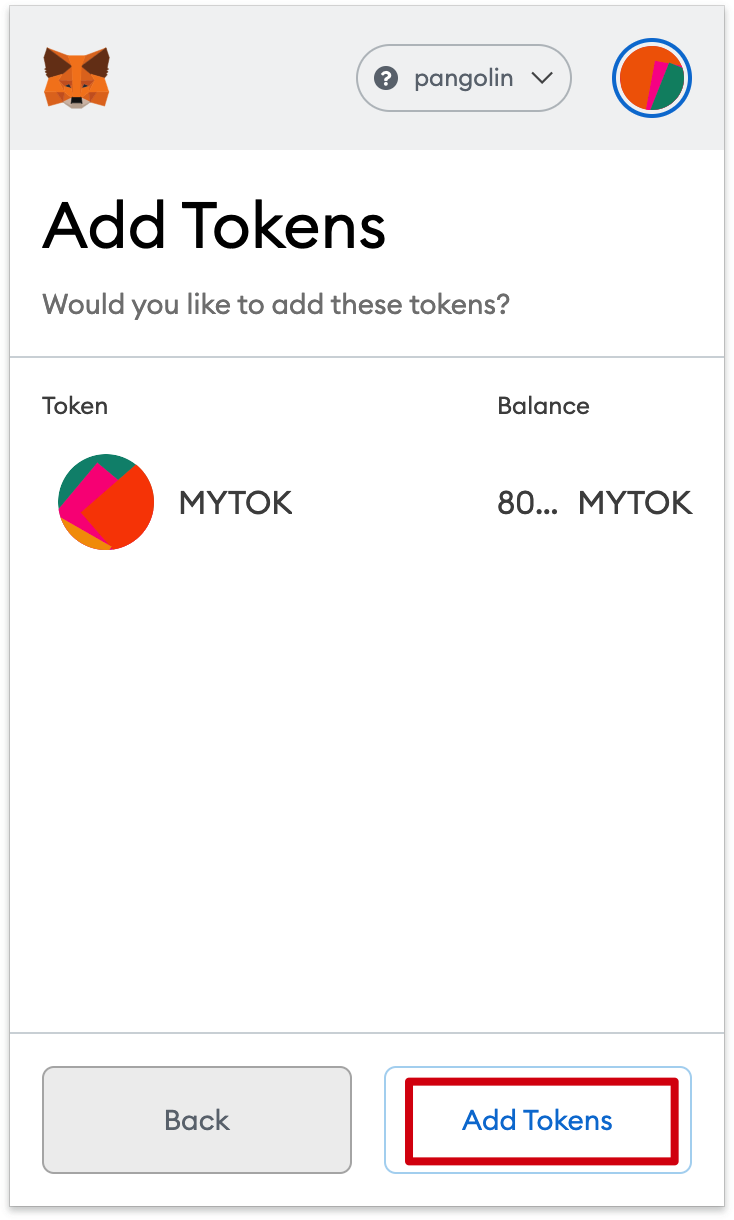 pangolin
Add Tokens
Would you like to add these tokens?
Token Balance
MYTOK 80... MYTOK
Back Add Tokens